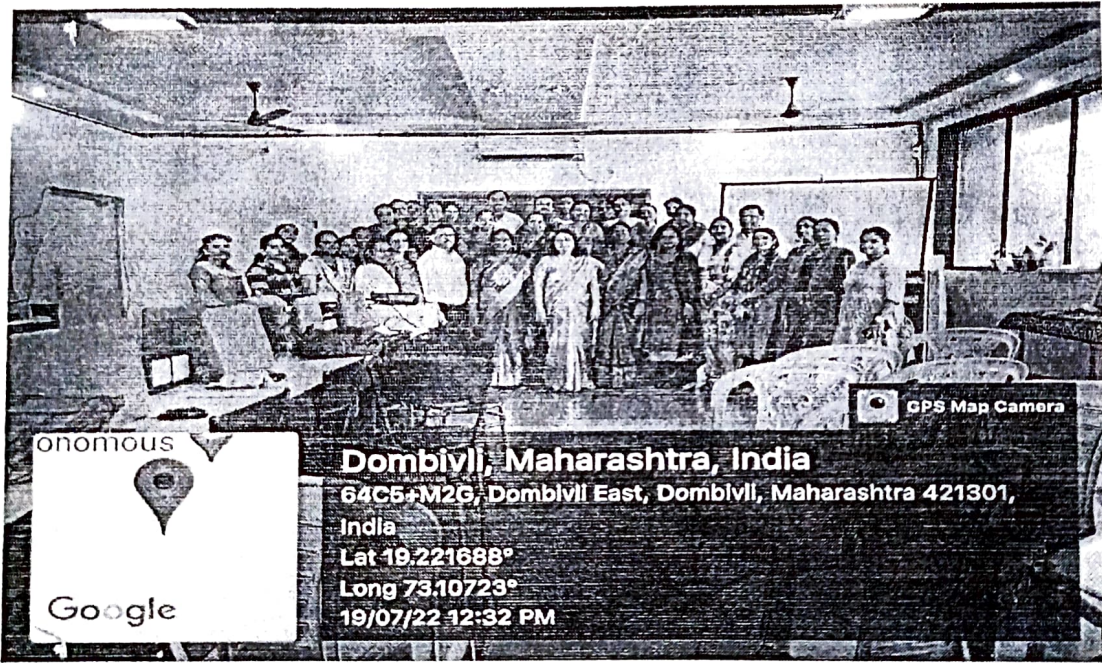 GPS Map Camera
onomous
Google
Dombivli, Maharashtra, India
64C5+M2G, Dombivli East, Dombivli, Maharashtra 421301,
India
Lat 19.221688°
Long 73.10723°
19/07/22 12:32 PM